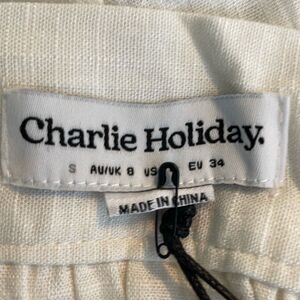 Charlie Holiday.
S AU/UK 8 US EU 34
MADE IN CHINA